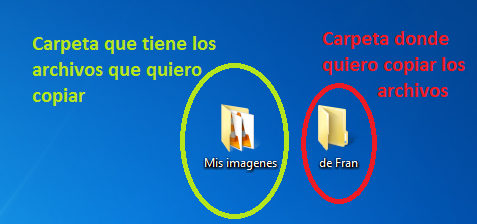 Carpeta que tiene los
archivos que quiero
copiar
Carpeta donde
quiero copiar los
archivos
Mis imagenes
de Fran